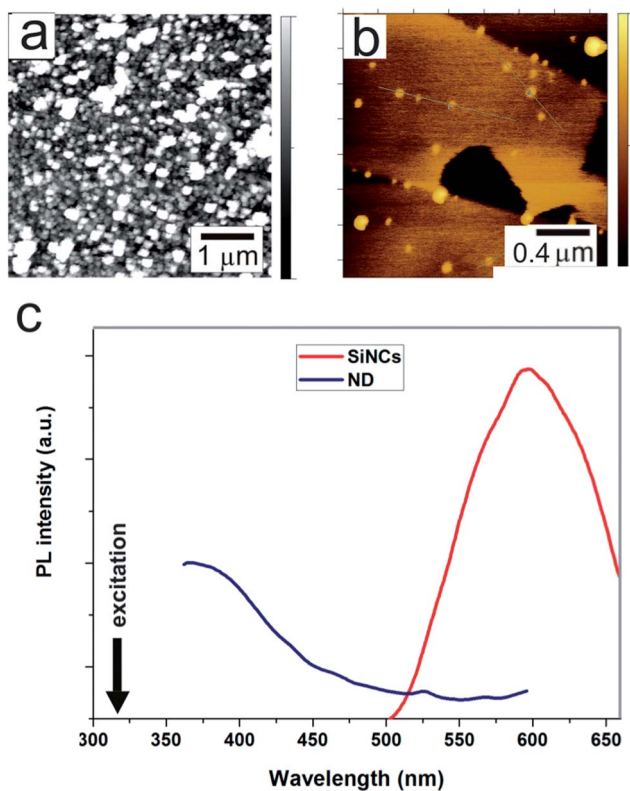 a
b
1 μm
0.4 μm
c
SiNCs
ND
PL intensity (a.u.)
excitation
300 350 400 450 500 550 600 650
Wavelength (nm)